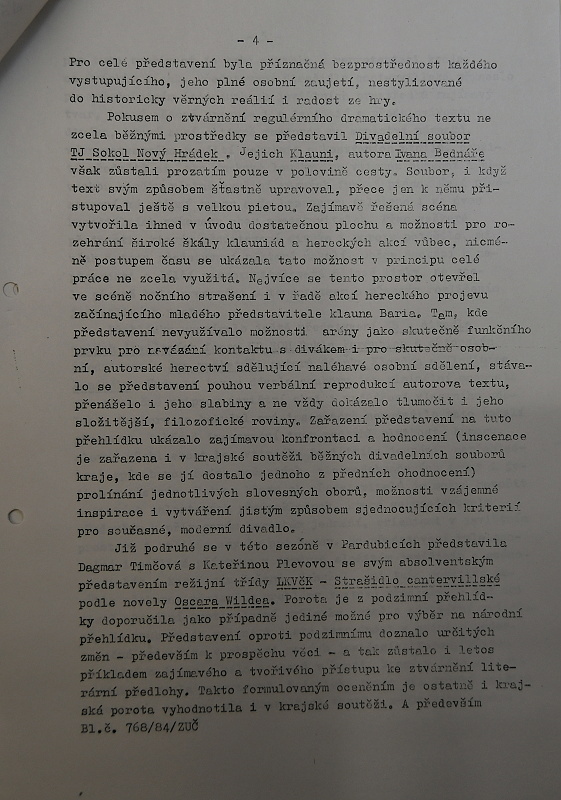 - 4 -
Pro celé představení byla příznačná bezprostřednost každého
vystupujícího, jeho plné osobní zaujetí, nestylizované
do historicky věrných reálií i radost ze hry.
Pokusem o ztvárnění regulérního dramatického textu ne
zcela běžnými prostředky se představil Divadelní soubor
TJ Sokol Nový Hrádek . Jejich Klauni, autora Ivana Bednáře
však zůstali prozatím pouze v polovině cesty. Soubor, i když
text svým způsobem šťastně upravoval, přece jen k němu při-
stupoval ještě s velkou pietou. Zajímavě řešená scéna
vytvořila ihned v úvodu dostatečnou plochu a možnosti pro ro-
zehrání široké škály klauniád a hereckých akcí vůbec, nicmé-
ně postupem času se ukázala tato možnost v principu celé
práce ne zcela využitá. Nejvíce se tento prostor otevřel
ve scéně nočního strašení i v řadě akcí hereckého projevu
začínajícího mladého představitele klauna Baria. Tam, kde
představení nevyužívalo možností arény jako skutečně funkčního
prvku pro navázání kontaktu s divákem i pro skutečně osob-
ní, autorské herectví sdělující naléhavé osobní sdělení, stáva-
lo se představení pouhou verbální reprodukcí autorova textu,
přenášelo i jeho slabiny a ne vždy dokázalo tlumočit i jeho
složitější, filozofické roviny. Zařazení představení na tuto
přehlídku ukázalo zajímavou konfrontaci a hodnocení (inscenace
je zařazena i v krajské soutěži běžných divadelních souborů
kraje, kde se jí dostalo jednoho z předních ohodnocení)
prolínání jednotlivých slovesných oborů, možnosti vzájemné
inspirace i vytváření jistým způsobem sjednocujících kriterií
pro současné, moderní divadlo.
Již podruhé se v této sezóně v Pardubicích představila
Dagmar Timčová s Kateřinou Plevovou se svým absolventským
představením režijní třídy LKVčK - Strašidlo cantervillské
podle novely Oscara Wildea. Porota je z podzimní přehlíd-
ky doporučila jako případně jediné možné pro výběr na národní
přehlídku. Představení oproti podzimnímu doznalo určitých
změn - především k prospěchu věci - a tak zůstalo i letos
příkladem zajímavého a tvořivého přístupu ke ztvárnění lite-
rární předlohy. Takto formulovaným oceněním je ostatně i kraj-
ská porota vyhodnotila i v krajské soutěži. A především
Bl.č. 768/84/ZUČ